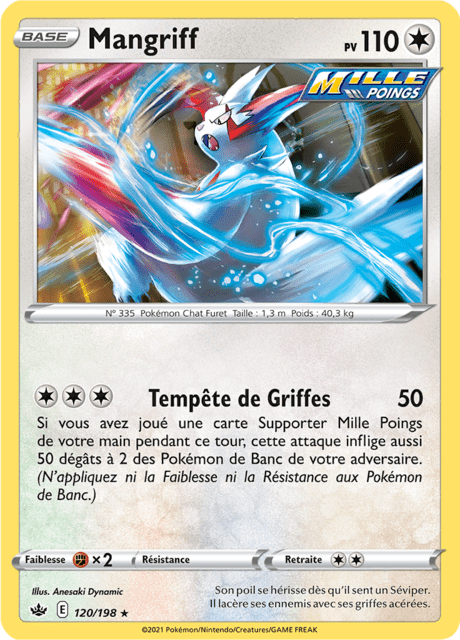 BASE Mangriff PV 110
MILLE
POINGS
N° 335 Pokémon Chat Furet Taille : 1,3 m Poids : 40,3 kg
Tempête de Griffes 50
Si vous avez joué une carte Supporter Mille Poings
de votre main pendant ce tour, cette attaque inflige aussi
50 dégâts à 2 des Pokémon de Banc de votre adversaire.
(N'appliquez ni la Faiblesse ni la Résistance aux Pokémon
de Banc.)
Faiblesse ×2 Résistance Retraite
Illus. Anesaki Dynamic
Son poil se hérisse dès qu'il sent un Séviper.
Il lacère ses ennemis avec ses griffes acérées.
E 120/198 ★
©2021 Pokémon/Nintendo/Creatures/GAME FREAK